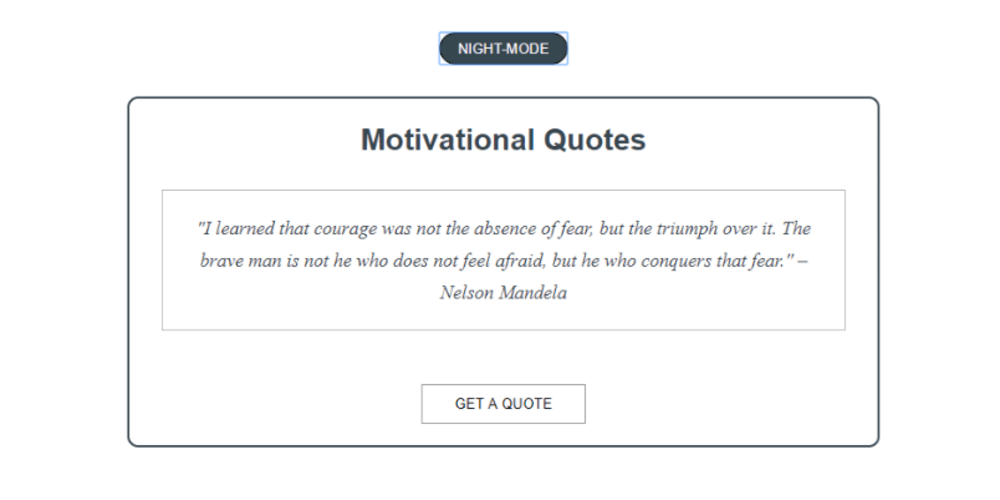 NIGHT-MODE
Motivational Quotes
"I learned that courage was not the absence of fear, but the triumph over it. The
brave man is not he who does not feel afraid, but he who conquers that fear." –
Nelson Mandela
GET A QUOTE